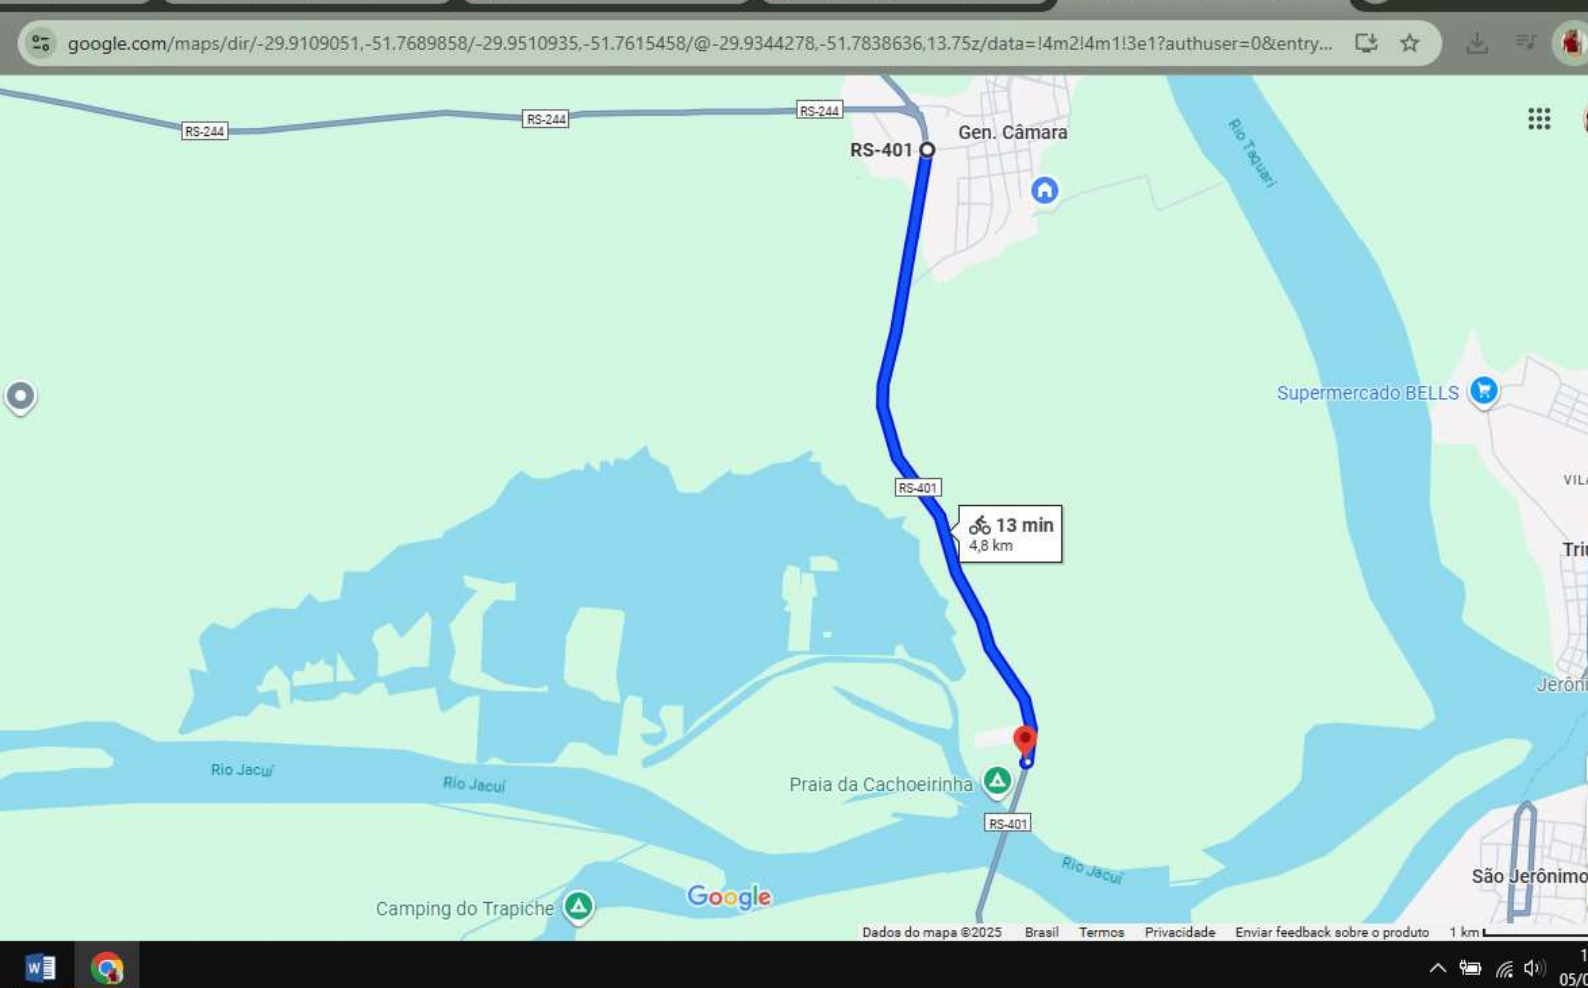 google.com/maps/dir/-29.9109051,-51.7689858/-29.9510935,-51.7615458/@-29.9344278,-51.7838636,13.75z/data=!4m2!4m1!3e1?authuser=0&entry...
RS-244
RS-244
RS-244
Gen. Câmara
RS-401
Rio Taquari
Supermercado BELLS
RS-401
13 min
4,8 km
Rio Jacuí
Rio Jacuí
Praia da Cachoeirinha
RS-401
Rio Jacuí
São Jerônimo
Google
Camping do Trapiche
Dados do mapa ©2025 Brasil Termos Privacidade Enviar feedback sobre o produto 1 km
W